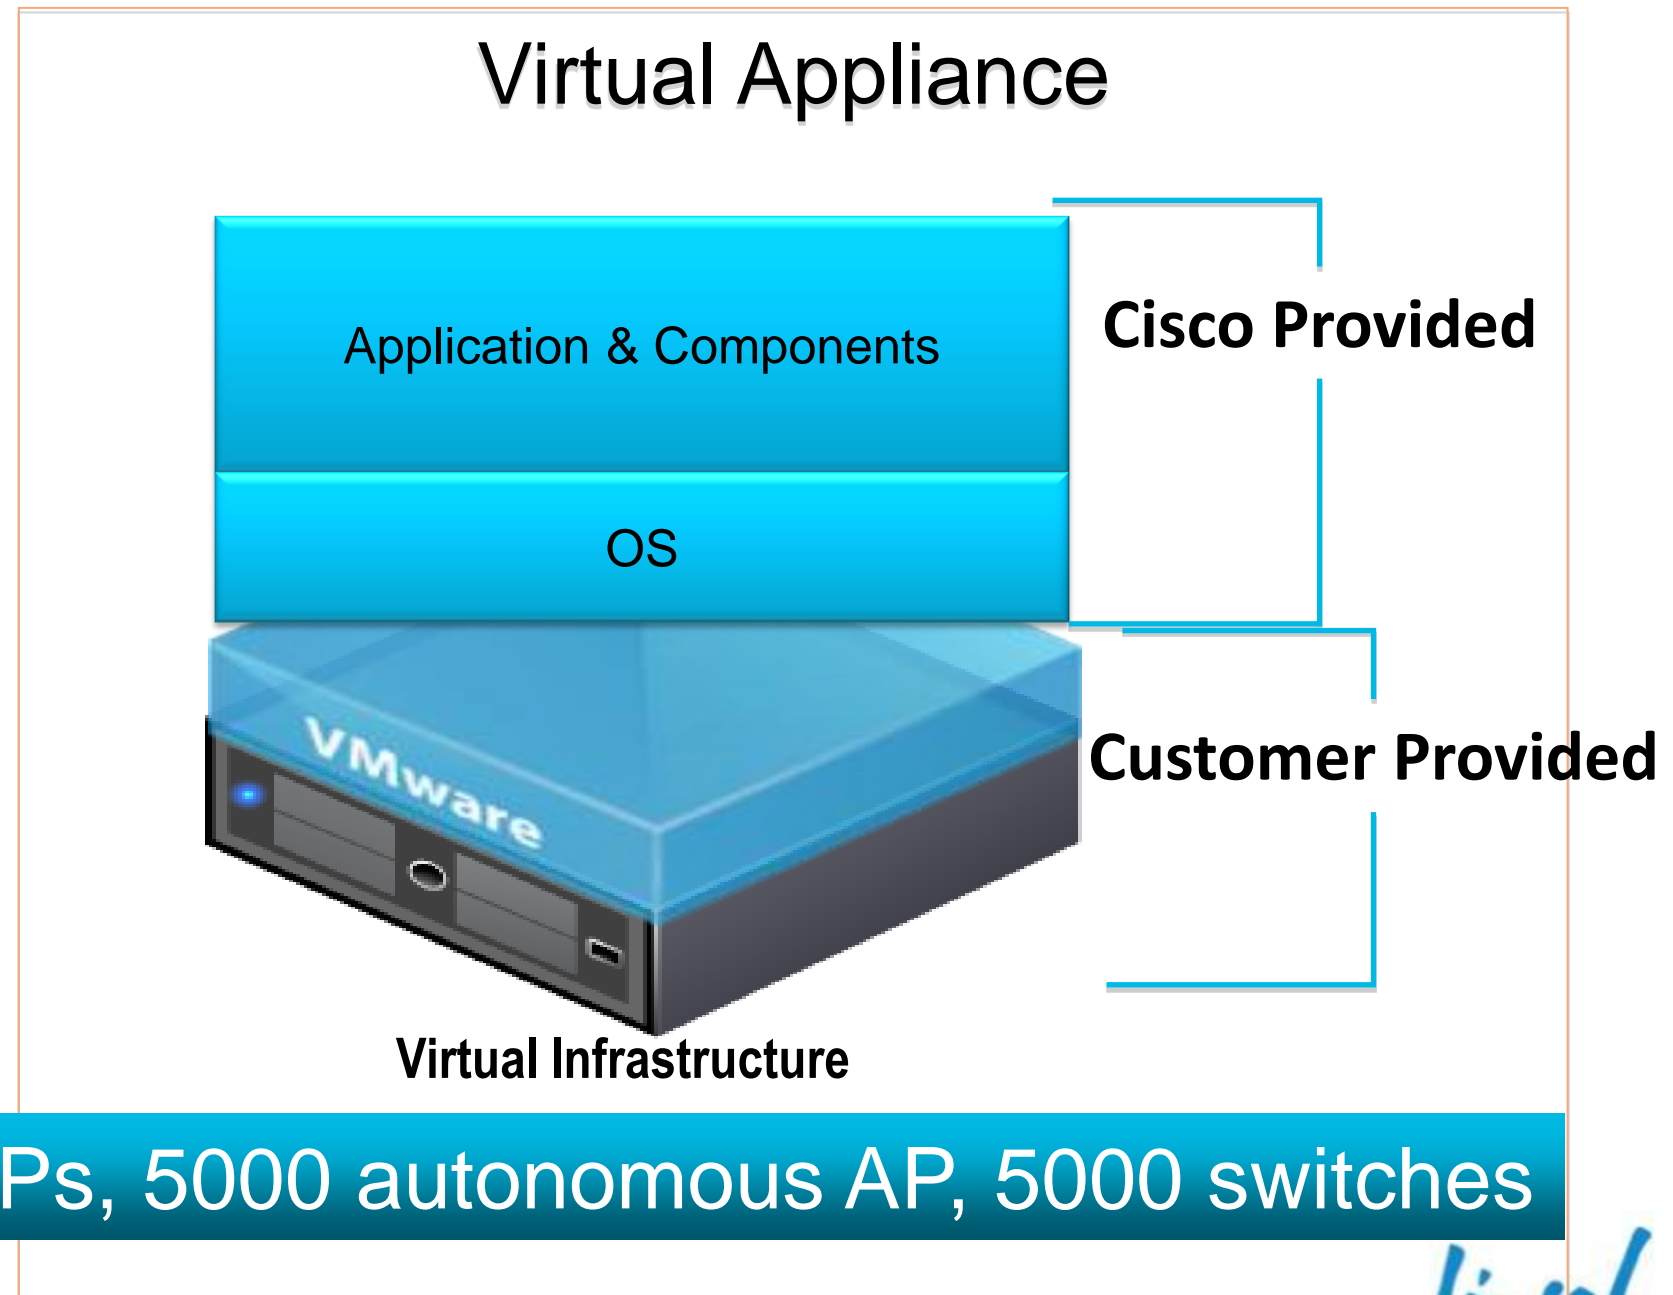 Virtual Appliance
Application & Components
Cisco Provided
OS
VMware
Customer Provided
Virtual Infrastructure
Ps, 5000 autonomous AP, 5000 switches